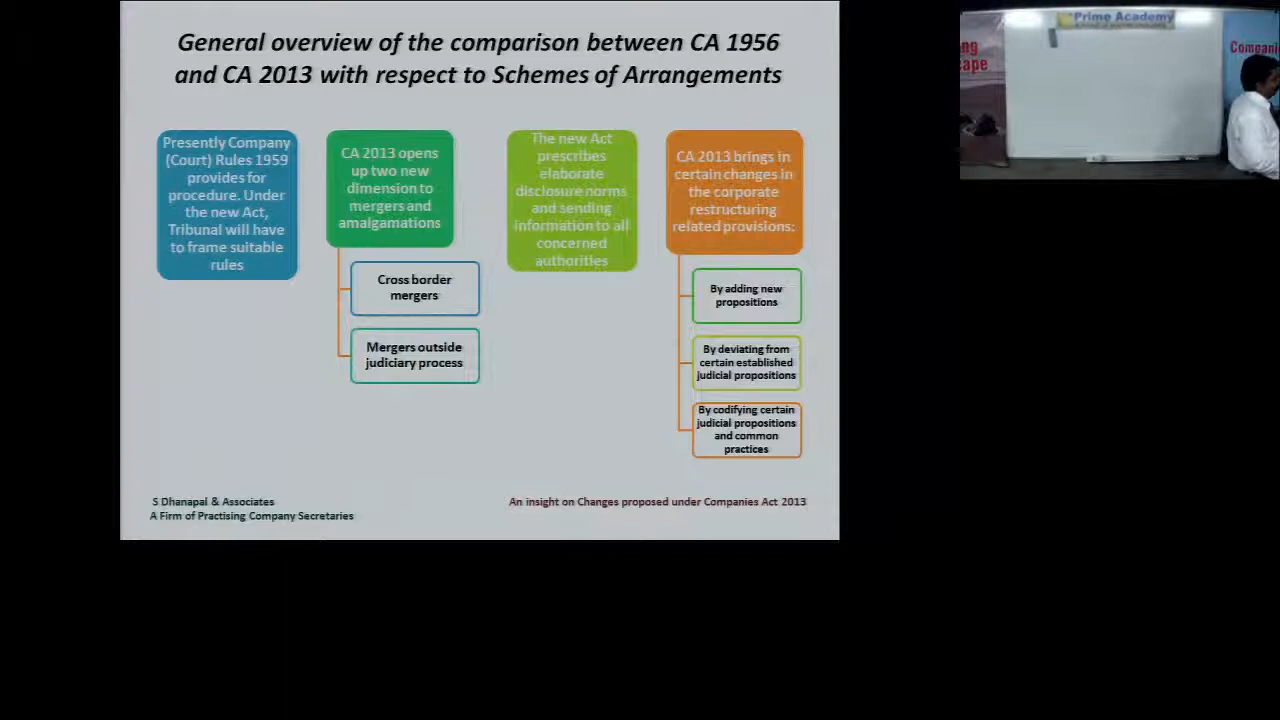 General overview of the comparison between CA 1956
and CA 2013 with respect to Schemes of Arrangements
Presently Company
(Court) Rules 1959
provides for
procedure. Under
the new Act,
Tribunal will have
to frame suitable
rules
CA 2013 opens
up two new
dimension to
mergers and
amalgamations
Cross border
mergers
Mergers outside
judiciary process
The new Act
prescribes
elaborate
disclosure norms
and sending
information to all
concerned
authorities
CA 2013 brings in
certain changes in
the corporate
restructuring
related provisions:
By adding new
propositions
By deviating from
certain established
judicial propositions
By codifying certain
judicial propositions
and common
practices
S Dhanapal & Associates
A Firm of Practising Company Secretaries
An insight on Changes proposed under Companies Act 2013
Prime Academy
ng
cape
Compani